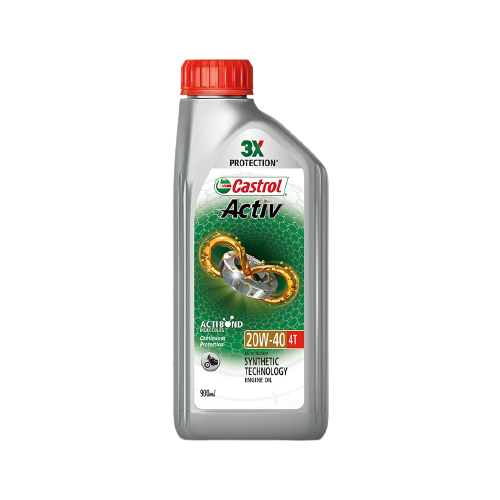 3X
PROTECTION*
Castrol
Activ
ACTIBOND
MOLECULES
Continuous
Protection
20W-40 4T
SYNTHETIC
TECHNOLOGY
ENGINE OIL
900ml